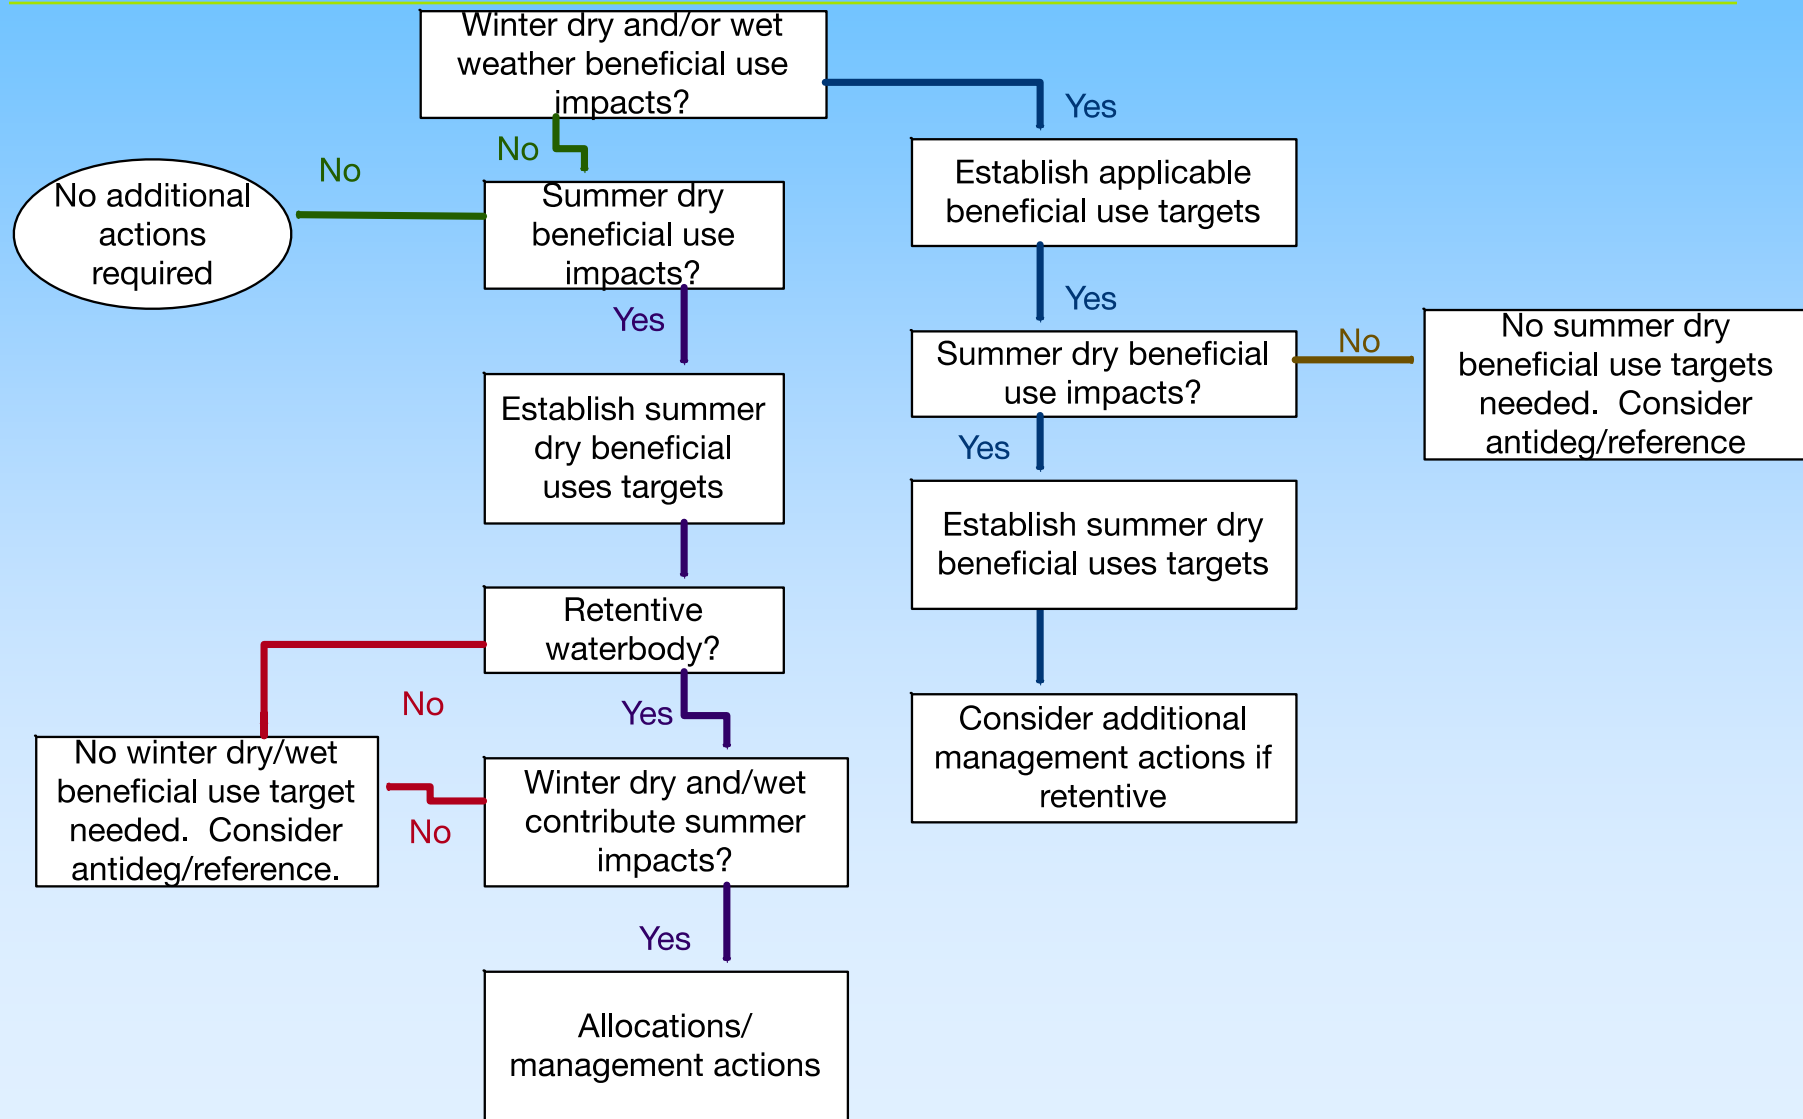 Winter dry and/or wet
weather beneficial use
impacts?
Yes
No
No
No additional
actions
required
Summer dry
beneficial use
impacts?
Establish applicable
beneficial use targets
Yes
Yes
Summer dry beneficial
use impacts?
No
No summer dry
beneficial use targets
needed. Consider
antideg/reference
Establish summer
dry beneficial
uses targets
Yes
Establish summer dry
beneficial uses targets
Retentive
waterbody?
No
Yes
Consider additional
management actions if
retentive
No winter dry/wet
beneficial use target
needed. Consider
antideg/reference.
No
Winter dry and/wet
contribute summer
impacts?
Yes
Allocations/
management actions